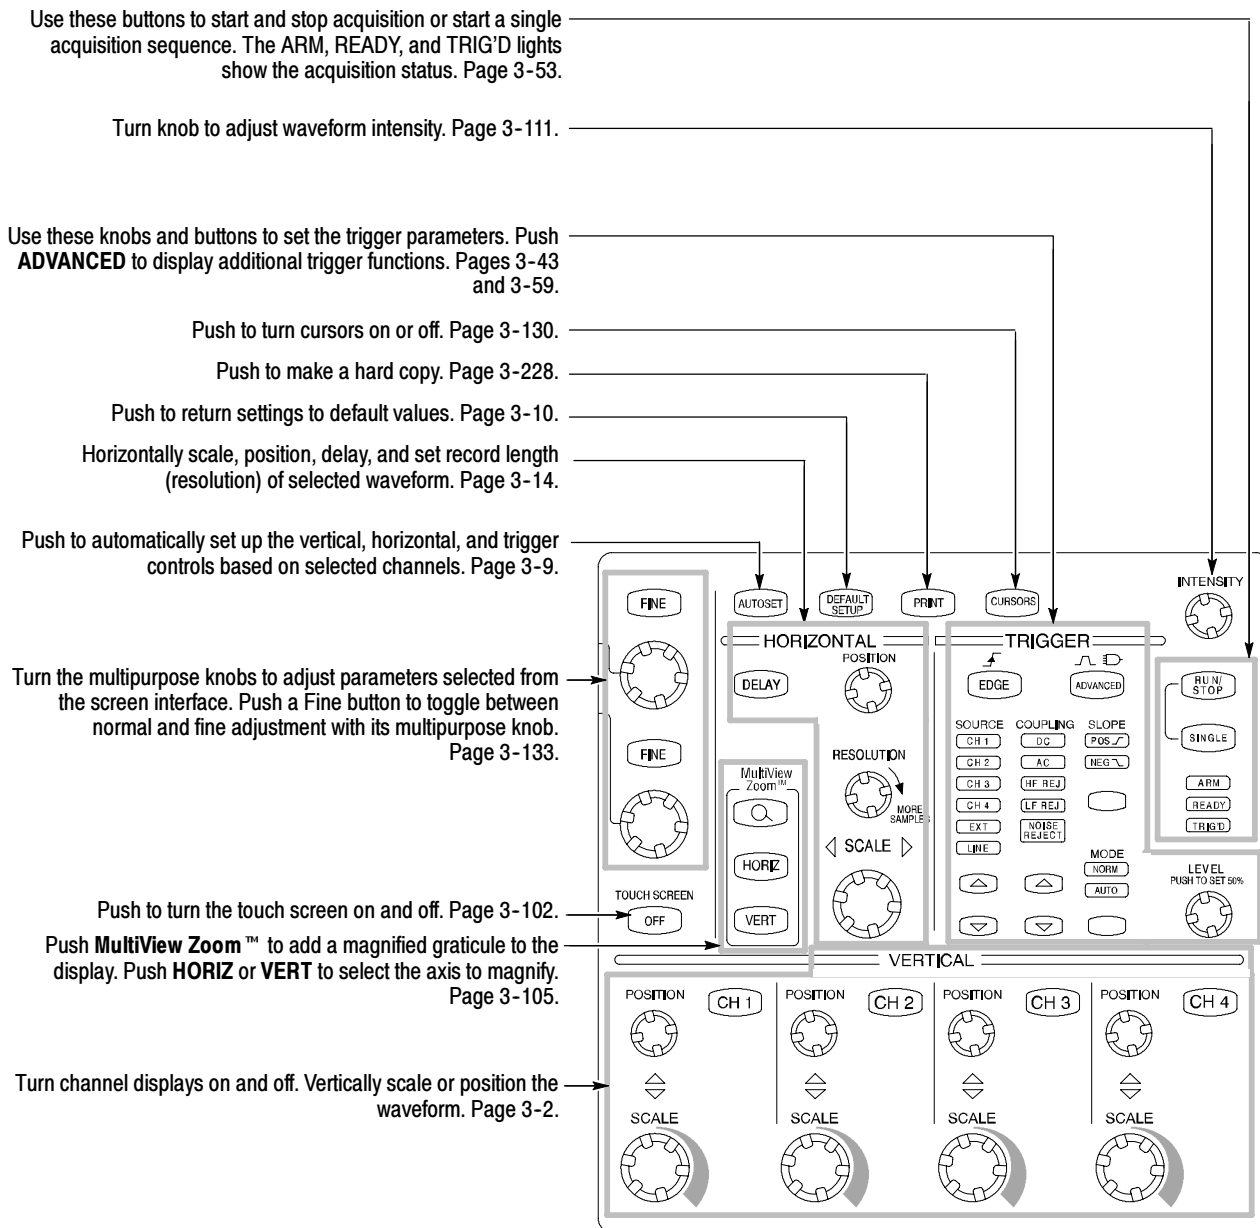 Use these buttons to start and stop acquisition or start a single
acquisition sequence. The ARM, READY, and TRIG’D lights
show the acquisition status. Page 3-53.
Turn knob to adjust waveform intensity. Page 3-111.
Use these knobs and buttons to set the trigger parameters. Push
ADVANCED to display additional trigger functions. Pages 3-43
and 3-59.
Push to turn cursors on or off. Page 3-130.
Push to make a hard copy. Page 3-228.
Push to return settings to default values. Page 3-10.
Horizontally scale, position, delay, and set record length
(resolution) of selected waveform. Page 3-14.
Push to automatically set up the vertical, horizontal, and trigger
controls based on selected channels. Page 3-9.
Turn the multipurpose knobs to adjust parameters selected from
the screen interface. Push a Fine button to toggle between
normal and fine adjustment with its multipurpose knob.
Page 3-133.
Push to turn the touch screen on and off. Page 3-102.
Push MultiView Zoom™ to add a magnified graticule to the
display. Push HORIZ or VERT to select the axis to magnify.
Page 3-105.
Turn channel displays on and off. Vertically scale or position the
waveform. Page 3-2.
FINE
FINE
TOUCH SCREEN
OFF
AUTOSET
DEFAULT
SETUP
PRINT
CURSORS
INTENSITY
HORIZONTAL
POSITION
DELAY
RESOLUTION
MORE
SAMPLES
SCALE
MultiView
Zoom™
HORIZ
VERT
TRIGGER
EDGE
ADVANCED
SOURCE COUPLING SLOPE
CH 1 DC POS
CH 2 AC NEG
CH 3 HF REJ
CH 4 LF REJ
EXT NOISE
REJECT
LINE
MODE
NORM
AUTO
RUN/
STOP
SINGLE
ARM
READY
TRIG'D
LEVEL
PUSH TO SET 50%
VERTICAL
POSITION CH 1 POSITION CH 2 POSITION CH 3 POSITION CH 4
SCALE SCALE SCALE SCALE